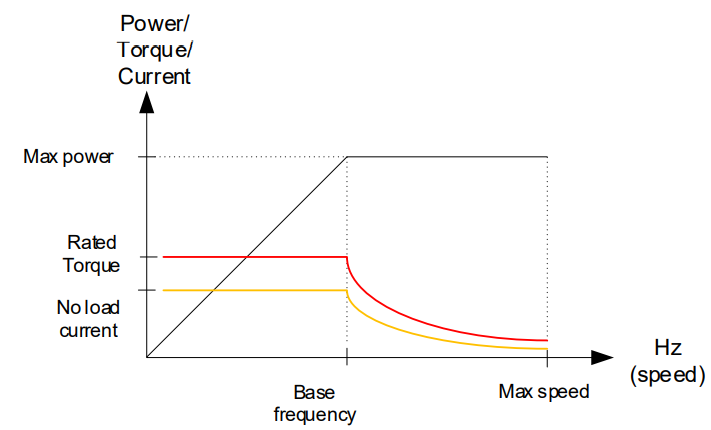 Power/
Torque/
Current
Max power
Rated
Torque
No load
current
Hz
(speed)
Base
frequency
Max speed